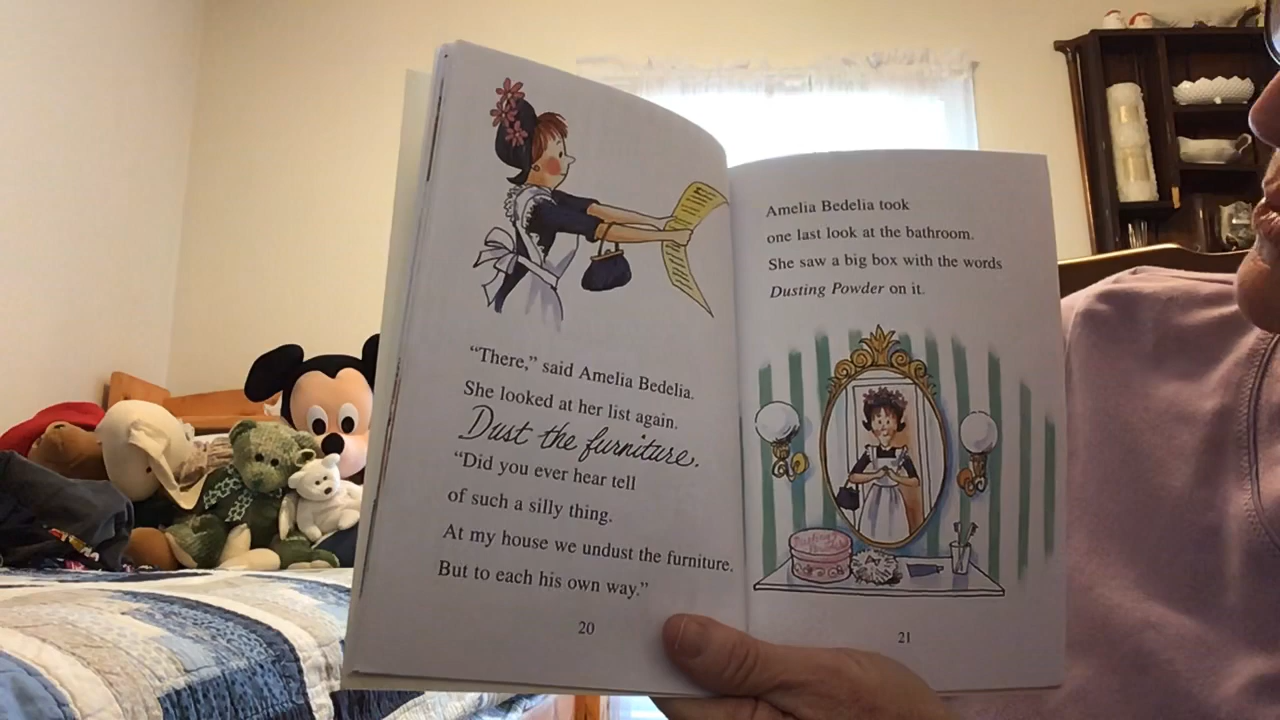 "There," said Amelia Bedelia.
She looked at her list again.
Dust the furniture.
"Did you ever hear tell
of such a silly thing.
At my house we undust the furniture.
But to each his own way."
20
Amelia Bedelia took
one last look at the bathroom.
She saw a big box with the words
Dusting Powder on it.
Dusting Powder
21